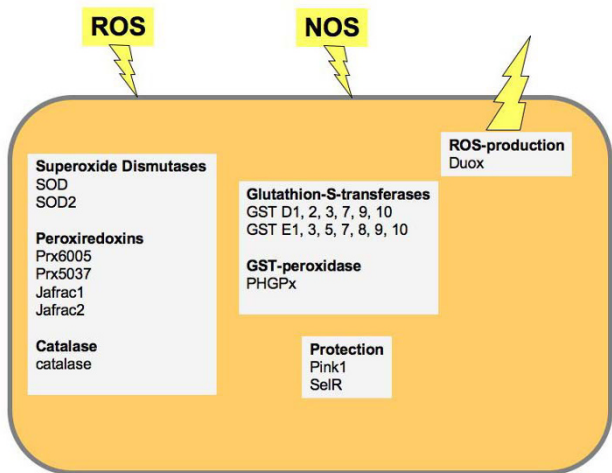 ROS
NOS
ROS-production
Duox
Superoxide Dismutases
SOD
SOD2
Peroxiredoxins
Prx6005
Prx5037
Jafrac1
Jafrac2
Catalase
catalase
Glutathion-S-transferases
GST D1, 2, 3, 7, 9, 10
GST E1, 3, 5, 7, 8, 9, 10
GST-peroxidase
PHGPx
Protection
Pink1
SelR